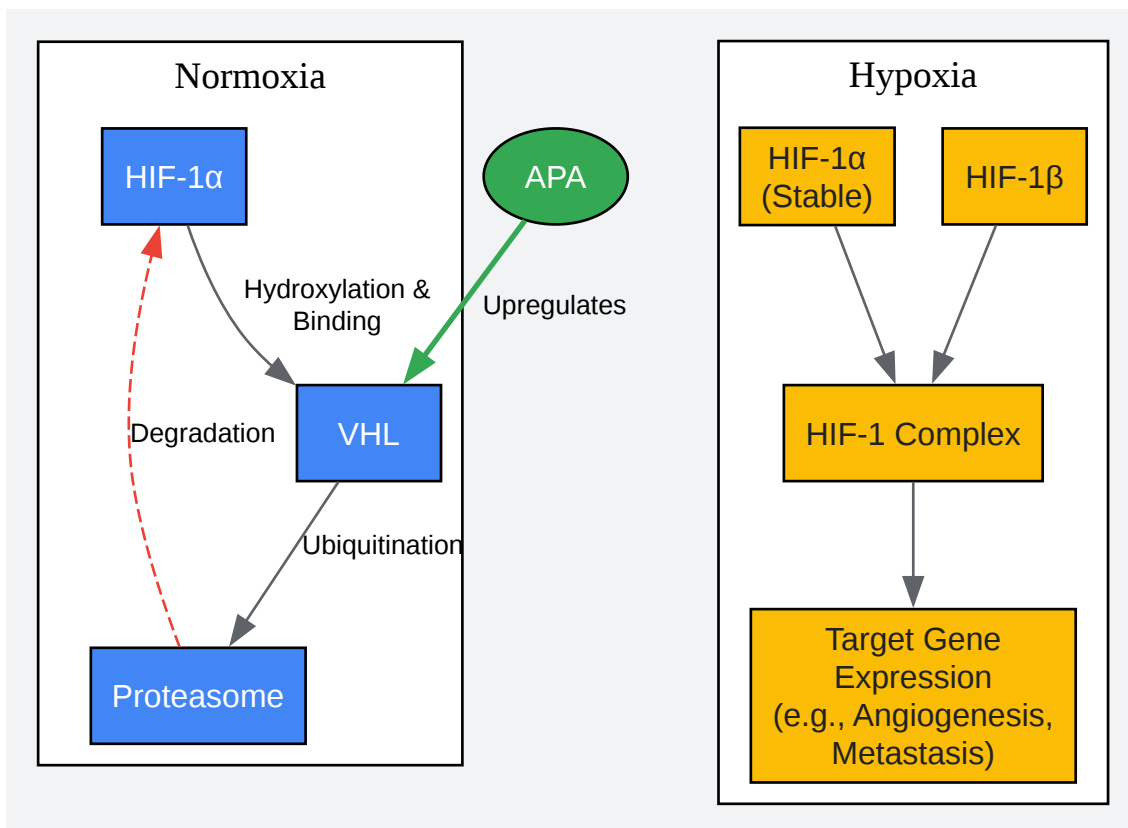 Normoxia
HIF-1α
APA
Hydroxylation &
Binding
Upregulates
Degradation
VHL
Ubiquitination
Proteasome
Hypoxia
HIF-1α
(Stable)
HIF-1β
HIF-1 Complex
Target Gene
Expression
(e.g., Angiogenesis,
Metastasis)